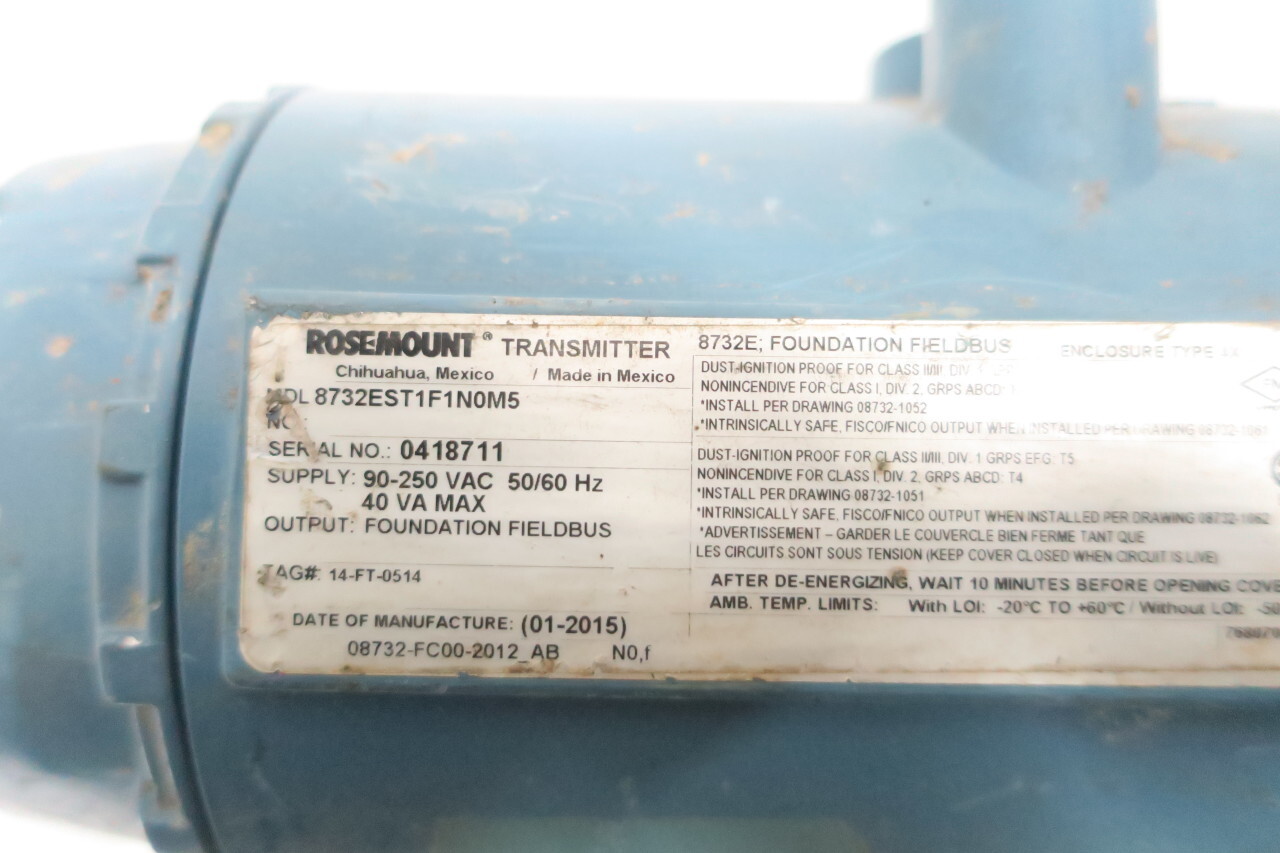 ROSEMOUNT® TRANSMITTER
Chihuahua, Mexico / Made in Mexico
MDL 8732EST1F1N0M5
NO.:
SERIAL NO.: 0418711
SUPPLY: 90-250 VAC 50/60 Hz
40 VA MAX
OUTPUT: FOUNDATION FIELDBUS
TAG#: 14-FT-0514
DATE OF MANUFACTURE: (01-2015)
08732-FC00-2012_AB N0,f
8732E; FOUNDATION FIELDBUS ENCLOSURE TYPE
DUST-IGNITION PROOF FOR CLASS II/III, DIV. 1
NONINCENDIVE FOR CLASS I, DIV. 2, GRPS ABCD:
*INSTALL PER DRAWING 08732-1052
*INTRINSICALLY SAFE, FISCO/FNICO OUTPUT WHEN INSTALLED PER DRAWING
DUST-IGNITION PROOF FOR CLASS II/III, DIV. 1 GRPS EFG: T5
NONINCENDIVE FOR CLASS I, DIV. 2, GRPS ABCD: T4
*INSTALL PER DRAWING 08732-1051
*INTRINSICALLY SAFE, FISCO/FNICO OUTPUT WHEN INSTALLED PER DRAWING 08732-1062
*ADVERTISSEMENT – GARDER LE COUVERCLE BIEN FERME TANT QUE
LES CIRCUITS SONT SOUS TENSION (KEEP COVER CLOSED WHEN CIRCUIT IS LIVE)
AFTER DE-ENERGIZING, WAIT 10 MINUTES BEFORE OPENING COVE
AMB. TEMP. LIMITS: With LOI: -20°C TO +60°C / Without LOI: